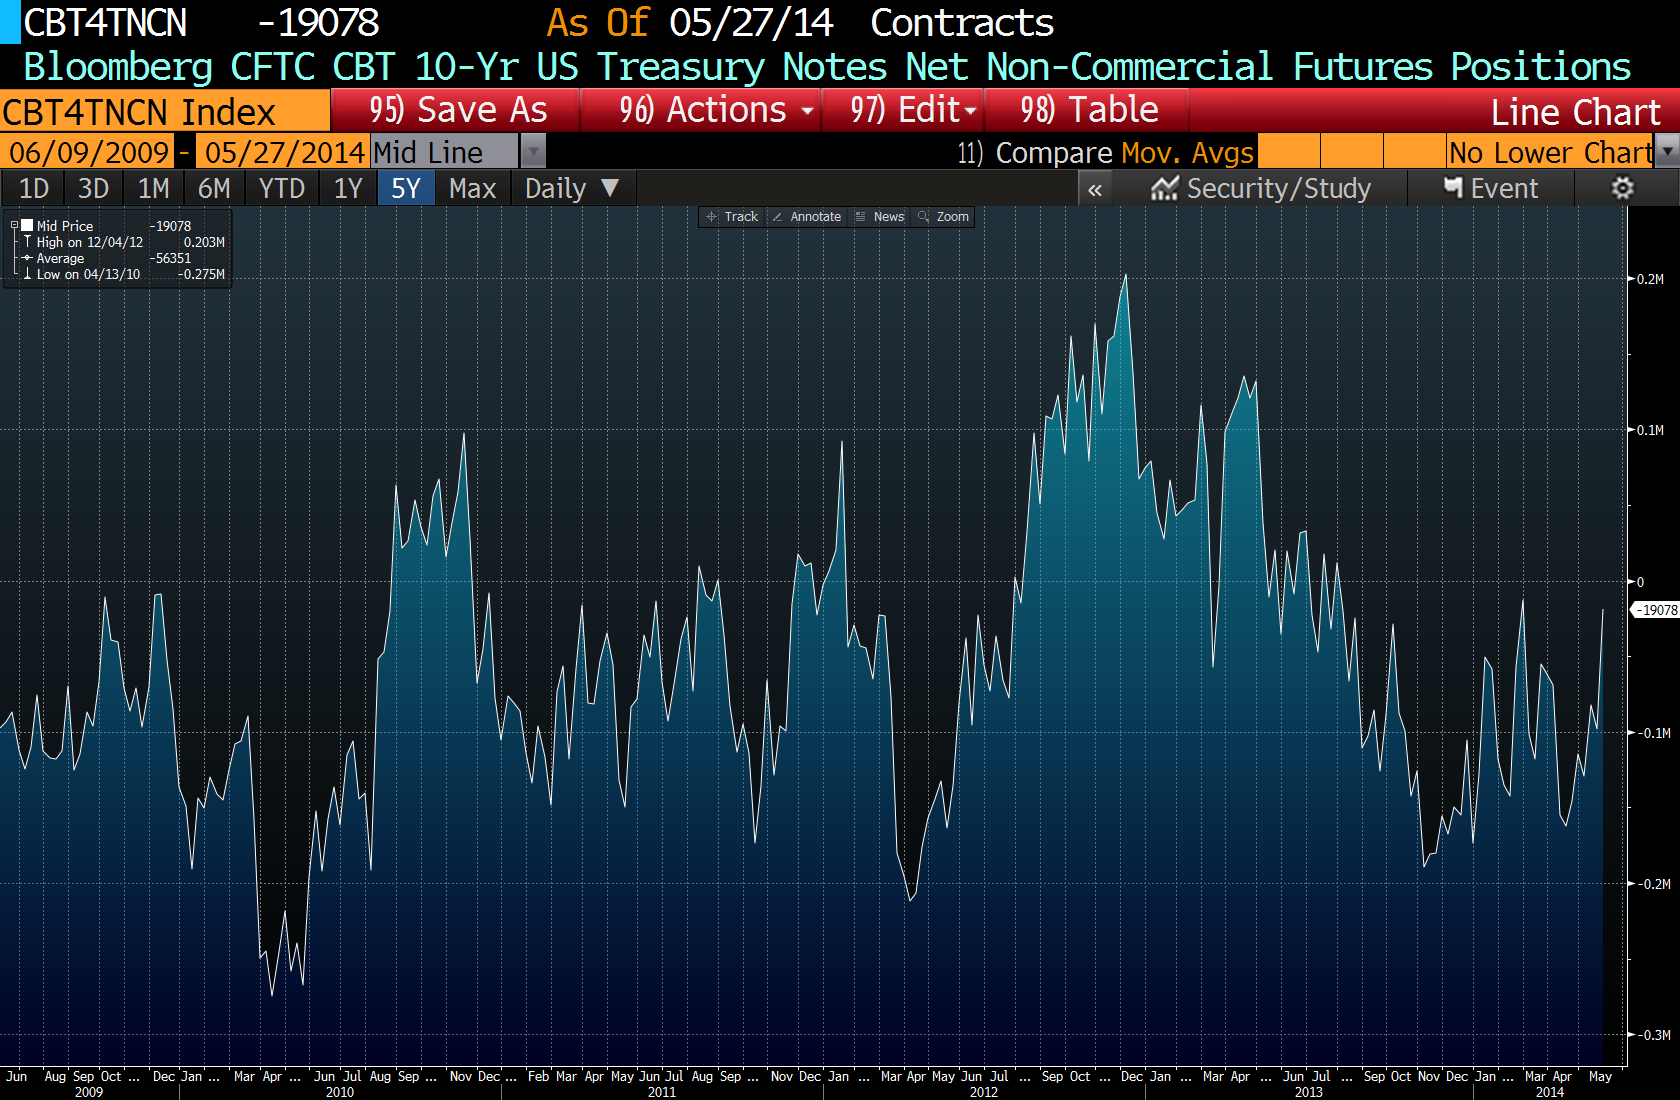 CBT4TNCN -19078 As Of 05/27/14 Contracts
Bloomberg CFTC CBT 10-Yr US Treasury Notes Net Non-Commercial Futures Positions
CBT4TNCN Index 95) Save As 96) Actions 97) Edit 98) Table Line Chart
06/09/2009 - 05/27/2014 Mid Line 11) Compare Mov. Avgs No Lower Chart
1D 3D 1M 6M YTD 1Y 5Y Max Daily ▼ « Security/Study Event
Track Annotate News Zoom
Mid Price -19078
High on 12/04/12 0.203M
Average -56351
Low on 04/13/10 -0.275M
0.2M
0.1M
0
-19078
-0.1M
-0.2M
-0.3M
Jun Aug Sep Oct ... Dec Jan ... Mar Apr ... Jun Jul Aug Sep ... Nov Dec ... Feb Mar Apr May Jun Jul Aug Sep ... Nov Dec Jan ... Mar Apr May Jun Jul ... Sep Oct ... Dec Jan ... Mar Apr ... Jun Jul ... Sep Oct Nov Dec Jan ... Mar Apr ... May
2009 2010 2011 2012 2013 2014